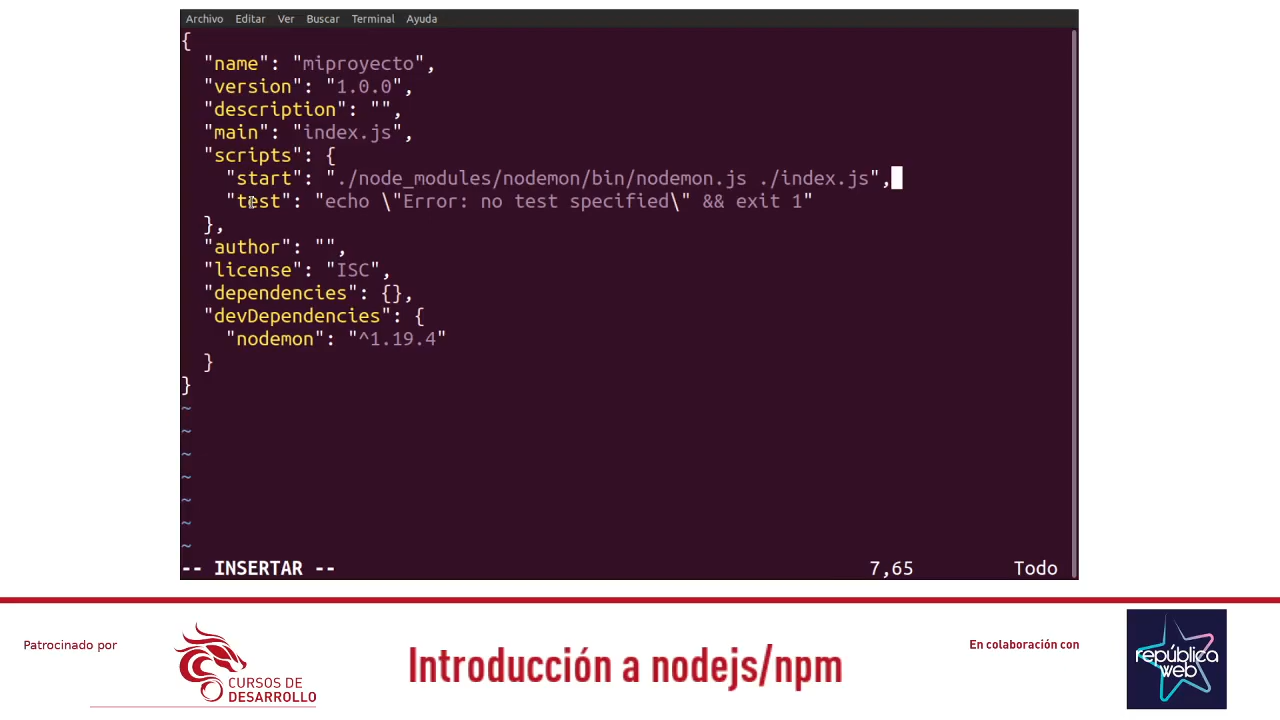 Archivo Editar Ver Buscar Terminal Ayuda
{
  "name": "miproyecto",
  "version": "1.0.0",
  "description": "",
  "main": "index.js",
  "scripts": {
    "start": "./node_modules/nodemon/bin/nodemon.js ./index.js",
    "test": "echo \"Error: no test specified\" && exit 1"
  },
  "author": "",
  "license": "ISC",
  "dependencies": {},
  "devDependencies": {
    "nodemon": "^1.19.4"
  }
}
~
~
~
~
~
~
~
-- INSERTAR -- 7,65 Todo
Patrocinado por
CURSOS DE
DESARROLLO
Introducción a nodejs/npm
En colaboración con
república
web